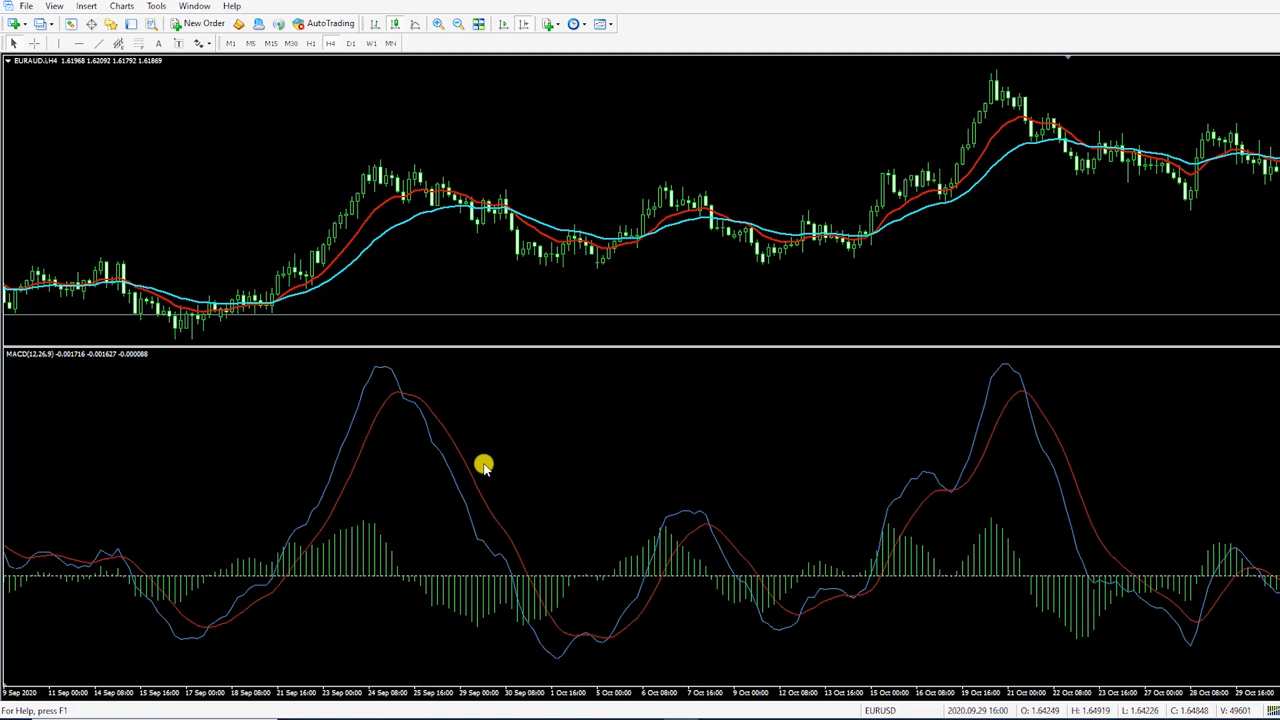 File View Insert Charts Tools Window Help
New Order AutoTrading
A T M1 M5 M15 M30 H1 H4 D1 W1 MN
H4 1.61968 1.62092 1.61792 1.61869
MACD(12,26,9) -0.001716 -0.001627 -0.000088
9 Sep 2020 11 Sep 00:00 14 Sep 08:00 15 Sep 16:00 17 Sep 00:00 18 Sep 08:00 21 Sep 16:00 23 Sep 00:00 24 Sep 08:00 25 Sep 16:00 29 Sep 00:00 30 Sep 08:00 1 Oct 16:00 5 Oct 00:00 6 Oct 08:00 7 Oct 16:00 9 Oct 00:00 12 Oct 08:00 13 Oct 16:00 15 Oct 00:00 16 Oct 08:00 19 Oct 16:00 21 Oct 00:00 22 Oct 08:00 23 Oct 16:00 27 Oct 00:00 28 Oct 08:00 29 Oct 16:00
For Help, press F1 EURUSD 2020.09.29 16:00 O: 1.64249 H: 1.64919 L: 1.64226 C: 1.64848 V: 49601